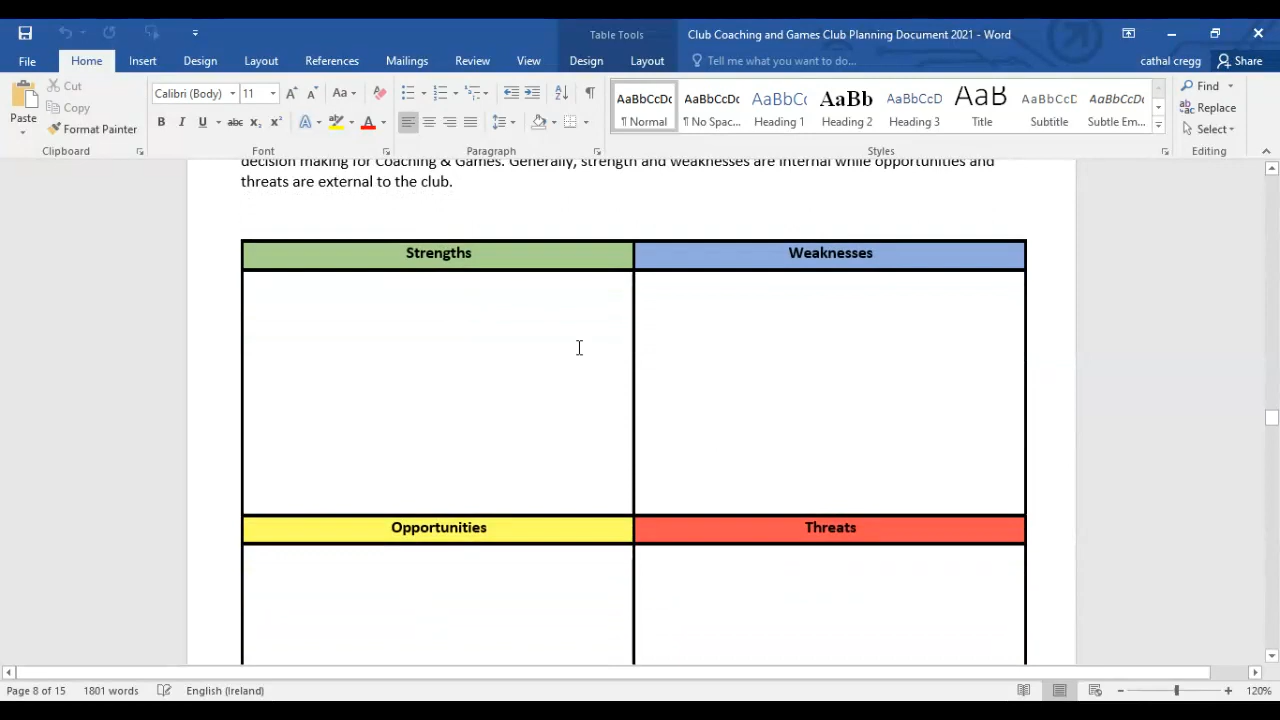 Table Tools
Club Coaching and Games Club Planning Document 2021 - Word
File
Home
Insert
Design
Layout
References
Mailings
Review
View
Design
Layout
Tell me what you want to do...
cathal cregg
Share
Paste
Cut
Copy
Format Painter
Clipboard
Calibri (Body)
11
Font
Paragraph
AaBbCcDc
¶ Normal
AaBbCcDc
¶ No Spac...
AaBbCc
Heading 1
AaBb
Heading 2
AaBbCcD
Heading 3
AaB
Title
AaBbCcD
Subtitle
AaBbCcDc
Subtle Em...
Styles
Find
Replace
Select
Editing
decision making for Coaching & Games. Generally, strength and weaknesses are internal while opportunities and
threats are external to the club.
Strengths
Weaknesses
Opportunities
Threats
Page 8 of 15
1801 words
English (Ireland)
120%